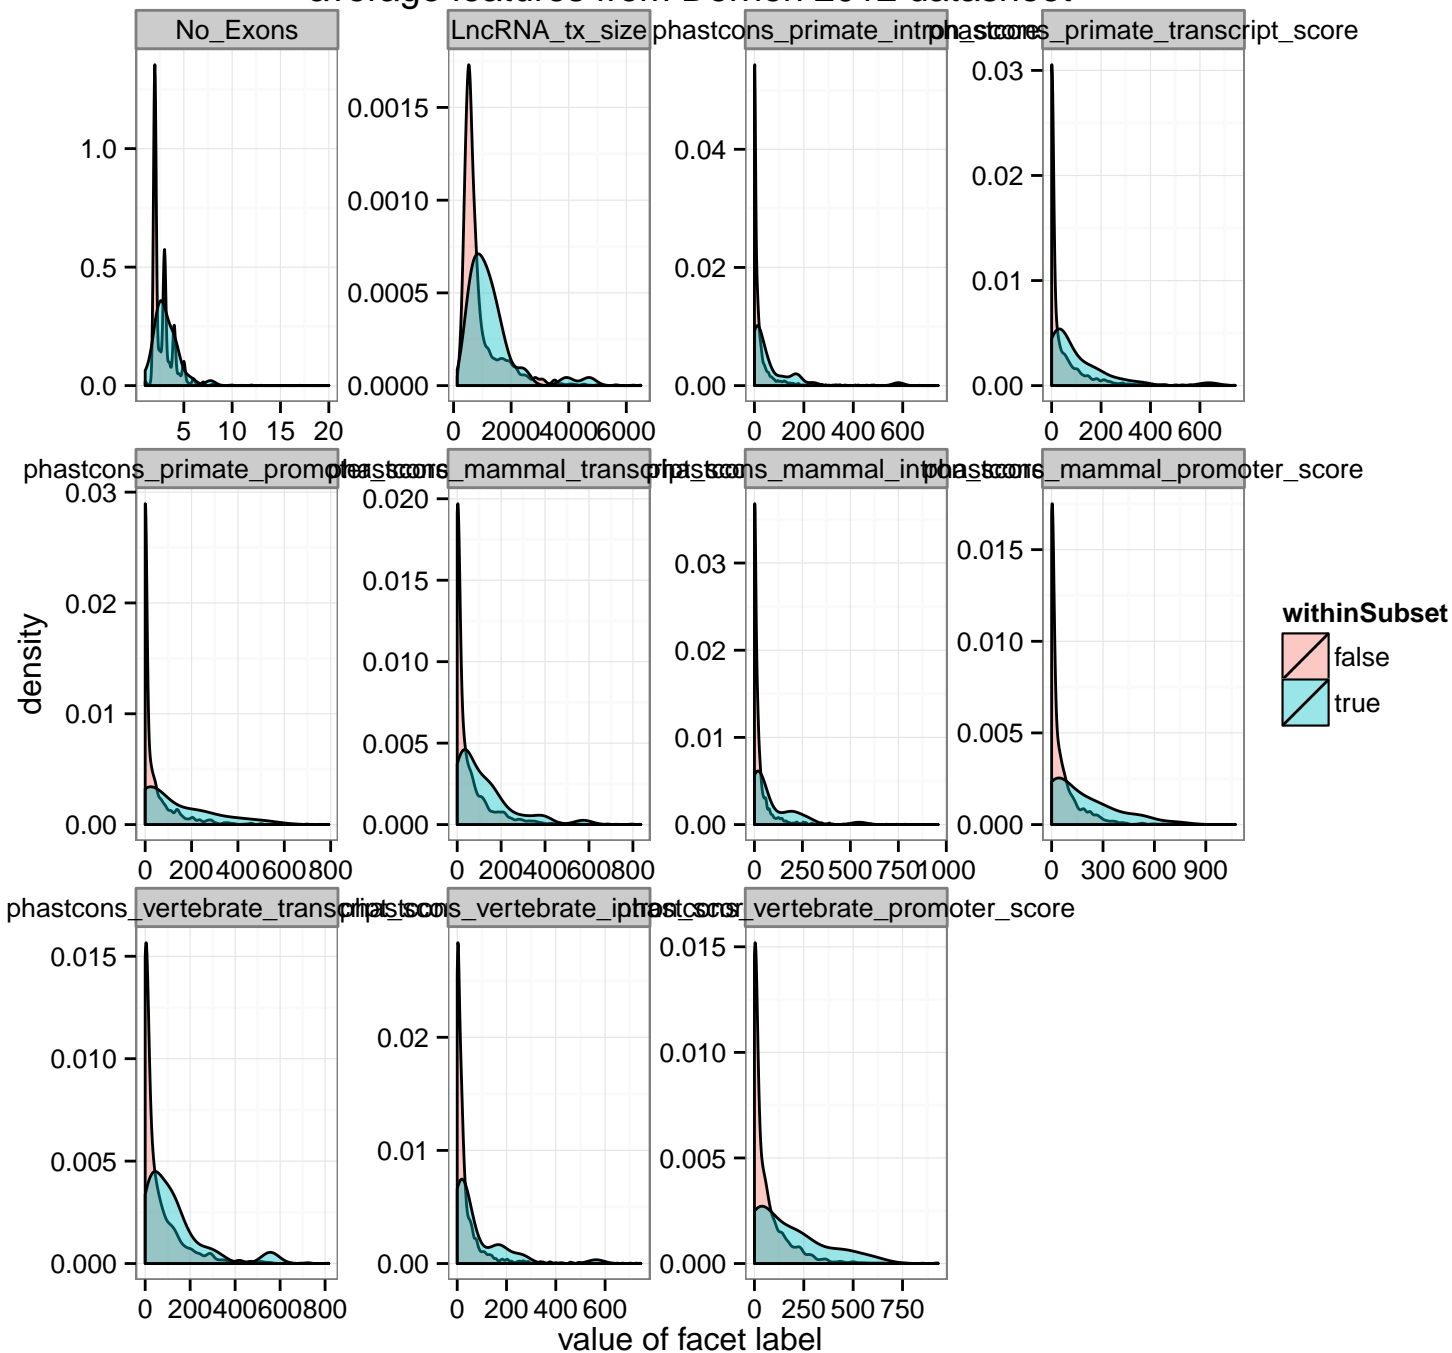 average features from Derrien 2012 datasheet
No_Exons
LncRNA_tx_size
phastcons_primate_intron_score
phastcons_primate_transcript_score
1.0
0.5
0.0
5 10 15 20
0.0015
0.0010
0.0005
0.0000
0 2000 4000 6000
0.04
0.02
0.00
0 200 400 600
0.03
0.02
0.01
0.00
0 200 400 600
phastcons_primate_promoter_score
phastcons_mammal_transcript_score
phastcons_mammal_intron_score
phastcons_mammal_promoter_score
0.03
0.02
0.01
0.00
0 200 400 600 800
0.020
0.015
0.010
0.005
0.000
0 200 400 600 800
0.03
0.02
0.01
0.00
0 250 500 750 1000
0.015
0.010
0.005
0.000
0 300 600 900
phastcons_vertebrate_transcript_score
phastcons_vertebrate_intron_score
phastcons_vertebrate_promoter_score
0.015
0.010
0.005
0.000
0 200 400 600 800
0.02
0.01
0.00
0 200 400 600
0.015
0.010
0.005
0.000
0 250 500 750
density
value of facet label
withinSubset
false
true